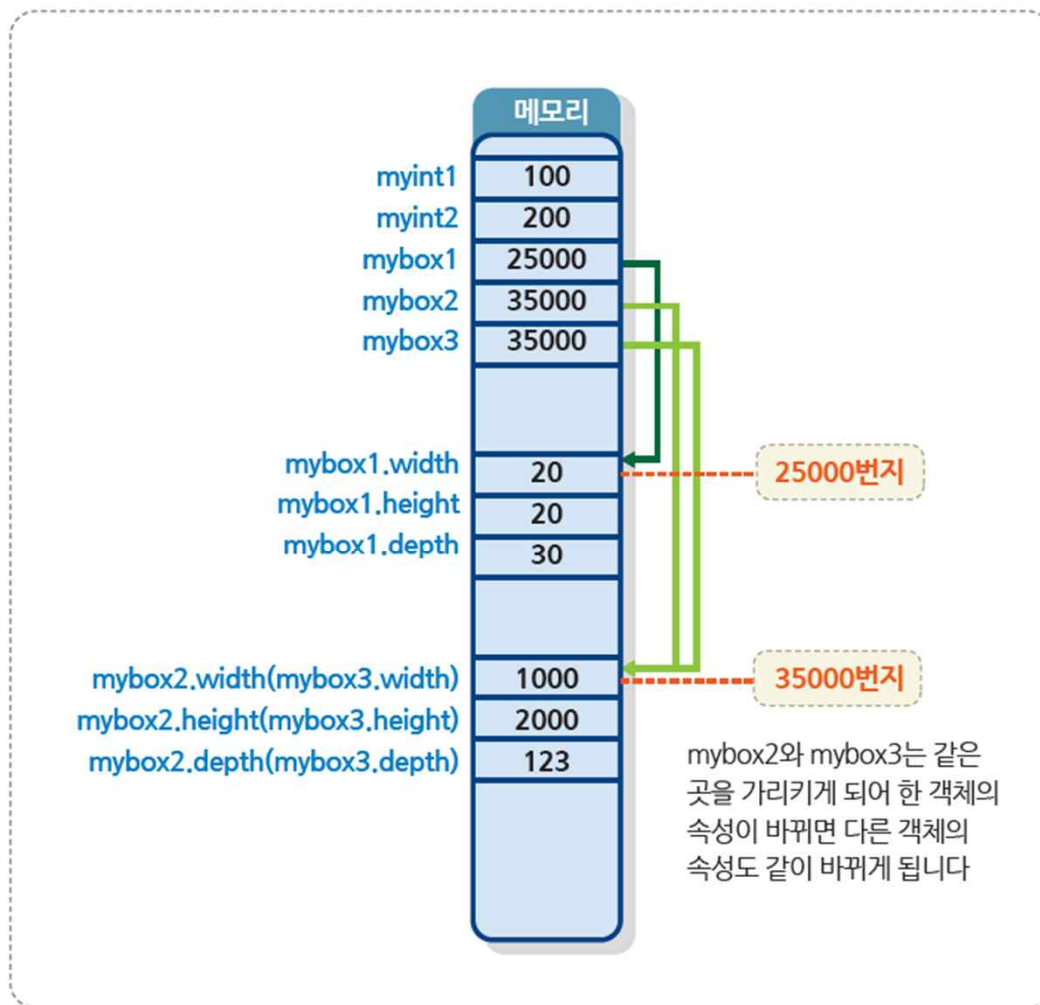 메모리
myint1 100
myint2 200
mybox1 25000
mybox2 35000
mybox3 35000
mybox1.width 20 25000번지
mybox1.height 20
mybox1.depth 30
mybox2.width(mybox3.width) 1000 35000번지
mybox2.height(mybox3.height) 2000
mybox2.depth(mybox3.depth) 123
mybox2와 mybox3는 같은
곳을 가리키게 되어 한 객체의
속성이 바뀌면 다른 객체의
속성도 같이 바뀌게 됩니다